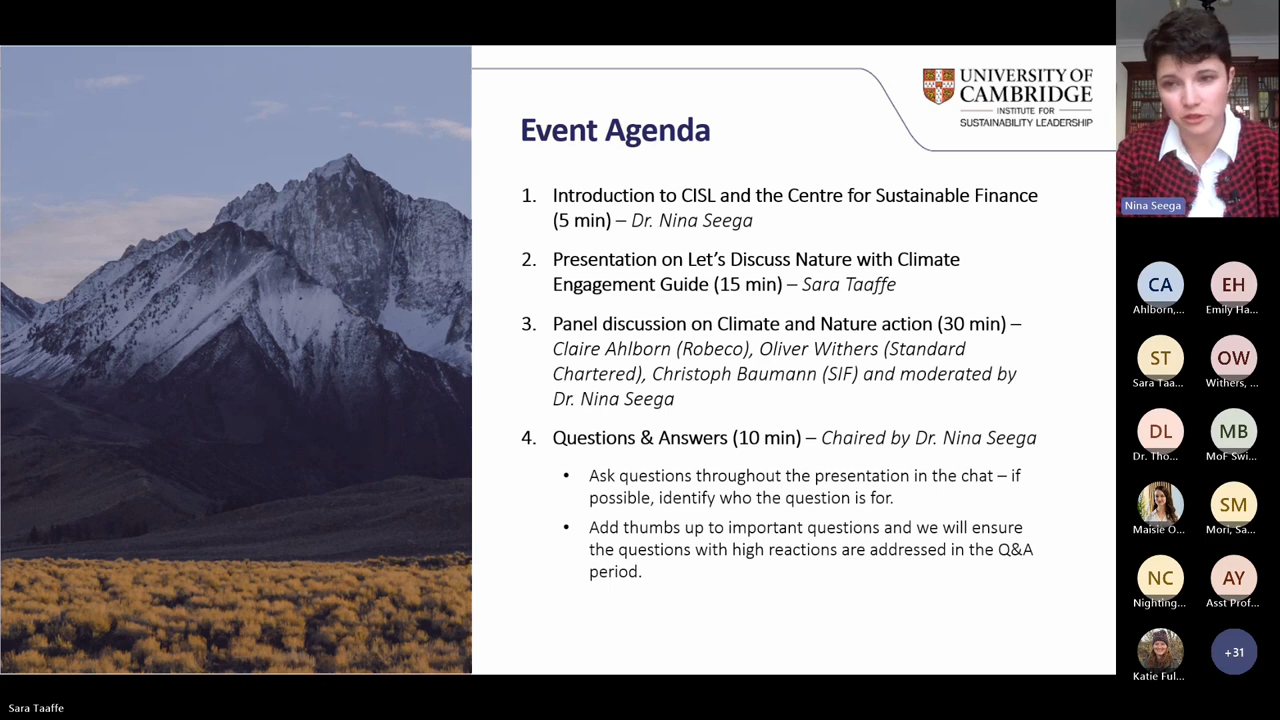 UNIVERSITY OF
CAMBRIDGE
INSTITUTE FOR
SUSTAINABILITY LEADERSHIP
Event Agenda
1. Introduction to CISL and the Centre for Sustainable Finance
(5 min) – Dr. Nina Seega
2. Presentation on Let's Discuss Nature with Climate
Engagement Guide (15 min) – Sara Taaffe
3. Panel discussion on Climate and Nature action (30 min) –
Claire Ahlborn (Robeco), Oliver Withers (Standard
Chartered), Christoph Baumann (SIF) and moderated by
Dr. Nina Seega
4. Questions & Answers (10 min) – Chaired by Dr. Nina Seega
• Ask questions throughout the presentation in the chat – if
possible, identify who the question is for.
• Add thumbs up to important questions and we will ensure
the questions with high reactions are addressed in the Q&A
period.
Nina Seega
CA EH
Ahlborn,... Emily Ha...
ST OW
Sara Taa... Withers, ...
DL MB
Dr. Tho... MoF Swi...
SM
Maisie O... Mori, Sa...
NC AY
Nighting... Asst Prof...
+31
Katie Ful...
Sara Taaffe